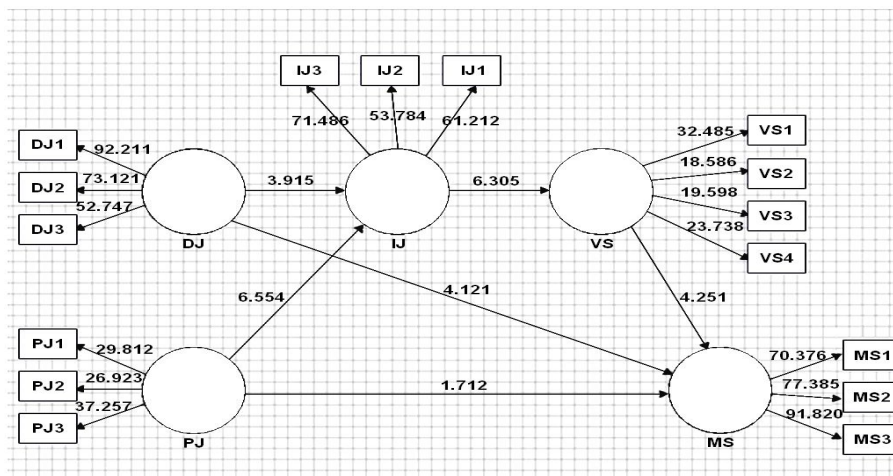 IJ3 IJ2 IJ1
71.486 53.784 61.212
DJ1 92.211
DJ2 73.121
DJ3 52.747
DJ
3.915
IJ
6.305
VS
32.485 VS1
18.586 VS2
19.598 VS3
23.738 VS4
6.554
4.121
4.251
PJ1 29.812
PJ2 26.923
PJ3 37.257
PJ
1.712
MS
70.376 MS1
77.385 MS2
91.820 MS3